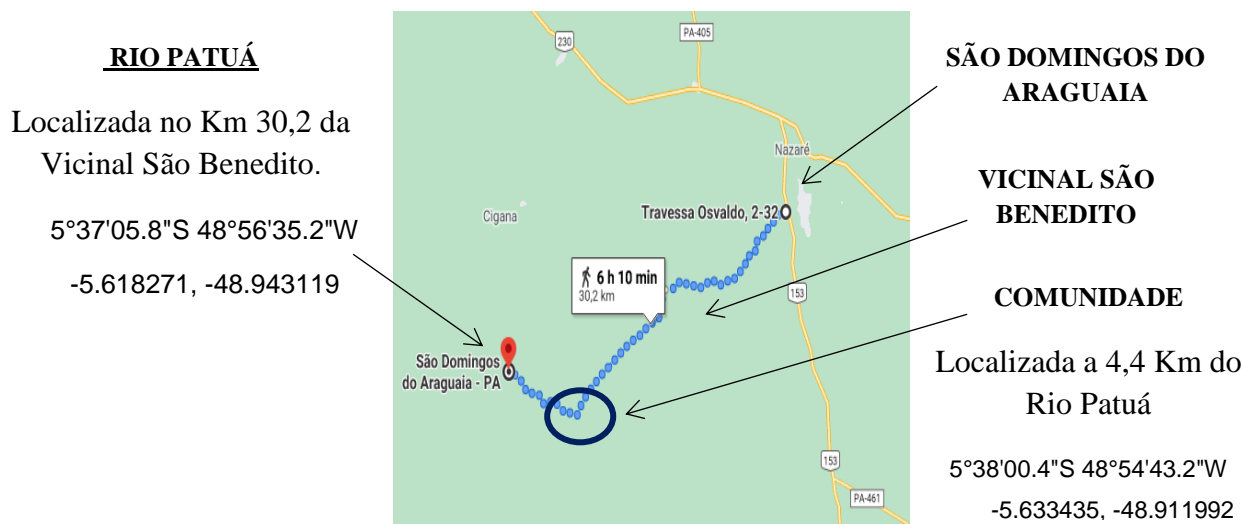 RIO PATUÁ
Localizada no Km 30,2 da
Vicinal São Benedito.
5°37'05.8"S 48°56'35.2"W
-5.618271, -48.943119
230
PA-405
Nazaré
Cigana
Travessa Osvaldo, 2-32
6 h 10 min
30,2 km
153
São Domingos
do Araguaia - PA
153
PA-461
SÃO DOMINGOS DO
ARAGUAIA
VICINAL SÃO
BENEDITO
COMUNIDADE
Localizada a 4,4 Km do
Rio Patuá
5°38'00.4"S 48°54'43.2"W
-5.633435, -48.911992